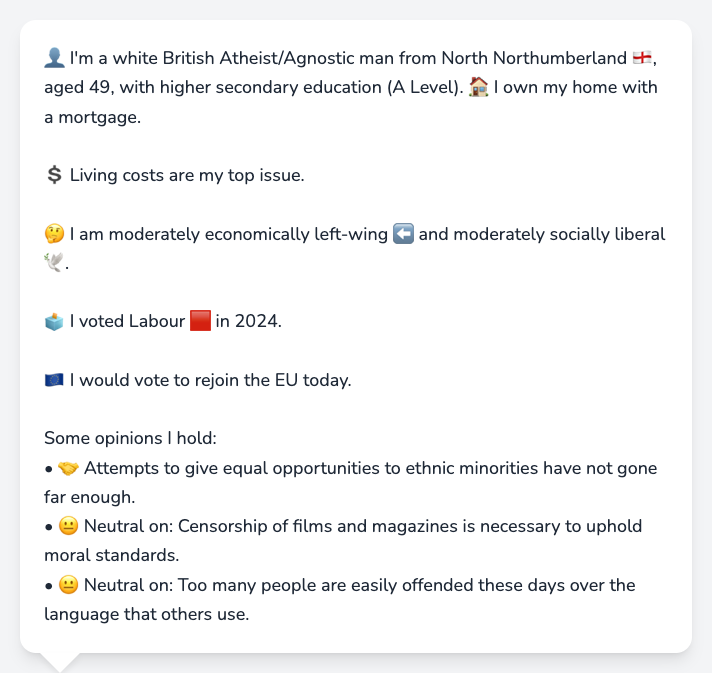 👤 I'm a white British Atheist/Agnostic man from North Northumberland 🏴󠁧󠁢󠁥󠁮󠁧󠁿,
aged 49, with higher secondary education (A Level). 🏠 I own my home with
a mortgage.
💲 Living costs are my top issue.
🤔 I am moderately economically left-wing ⬅️ and moderately socially liberal
🕊️.
🗳️ I voted Labour 🟥 in 2024.
🇪🇺 I would vote to rejoin the EU today.
Some opinions I hold:
• 🤝 Attempts to give equal opportunities to ethnic minorities have not gone
far enough.
• 😐 Neutral on: Censorship of films and magazines is necessary to uphold
moral standards.
• 😐 Neutral on: Too many people are easily offended these days over the
language that others use.